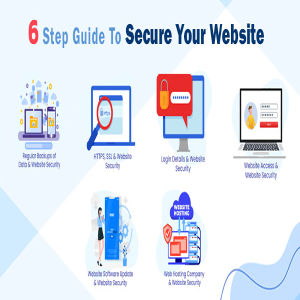 6 Step Guide To Secure Your Website
Regular Backups of
Data & Website Security
HTTPS, SSL & Website
Security
Login Details & Website
Security
Website Access &
Website Security
Website Software Update
& Website Security
WEBSITE
HOSTING
Web Hosting Company
& Website Security